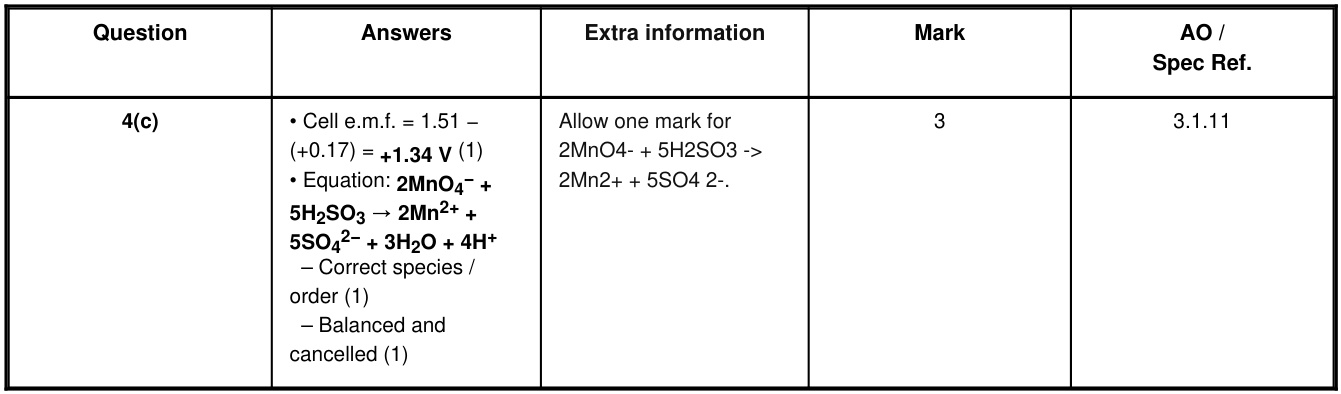 Question Answers Extra information Mark AO /
Spec Ref.
4(c)
• Cell e.m.f. = 1.51 −
(+0.17) = +1.34 V (1)
• Equation: 2MnO₄⁻ +
5H₂SO₃ → 2Mn²⁺ +
5SO₄²⁻ + 3H₂O + 4H⁺
– Correct species /
order (1)
– Balanced and
cancelled (1)
Allow one mark for
2MnO4- + 5H2SO3 ->
2Mn2+ + 5SO4 2-.
3
3.1.11